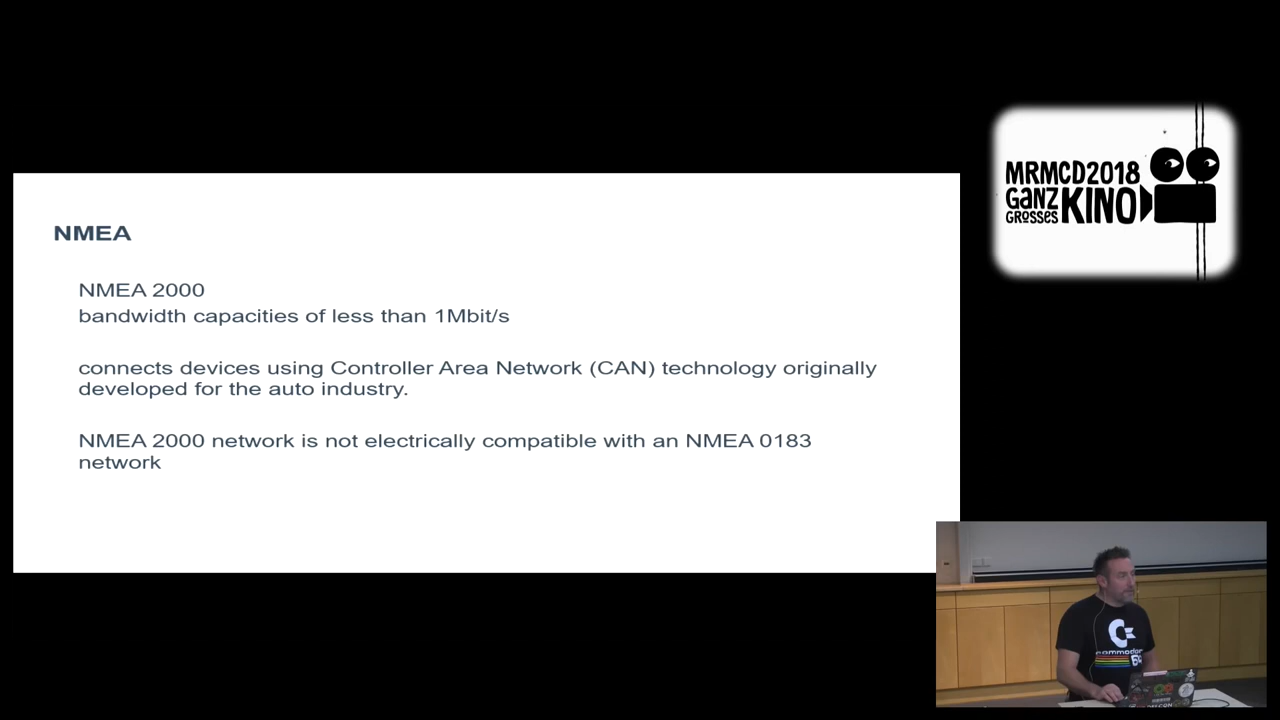 NMEA
NMEA 2000
bandwidth capacities of less than 1Mbit/s
connects devices using Controller Area Network (CAN) technology originally
developed for the auto industry.
NMEA 2000 network is not electrically compatible with an NMEA 0183
network
MRMCD2018
GANZ
GROSSES
KINO
commodore
64